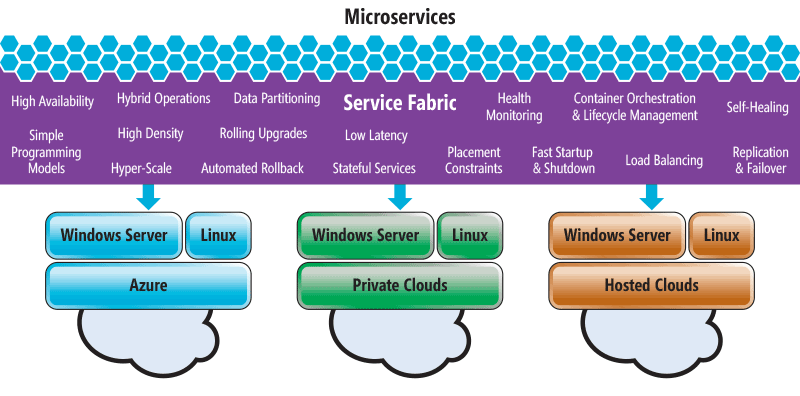 Microservices
High Availability
Hybrid Operations
Data Partitioning
Service Fabric
Health
Monitoring
Container Orchestration
& Lifecycle Management
Self-Healing
Simple
Programming
Models
High Density
Rolling Upgrades
Low Latency
Hyper-Scale
Automated Rollback
Stateful Services
Placement
Constraints
Fast Startup
& Shutdown
Load Balancing
Replication
& Failover
Windows Server
Linux
Azure
Windows Server
Linux
Private Clouds
Windows Server
Linux
Hosted Clouds